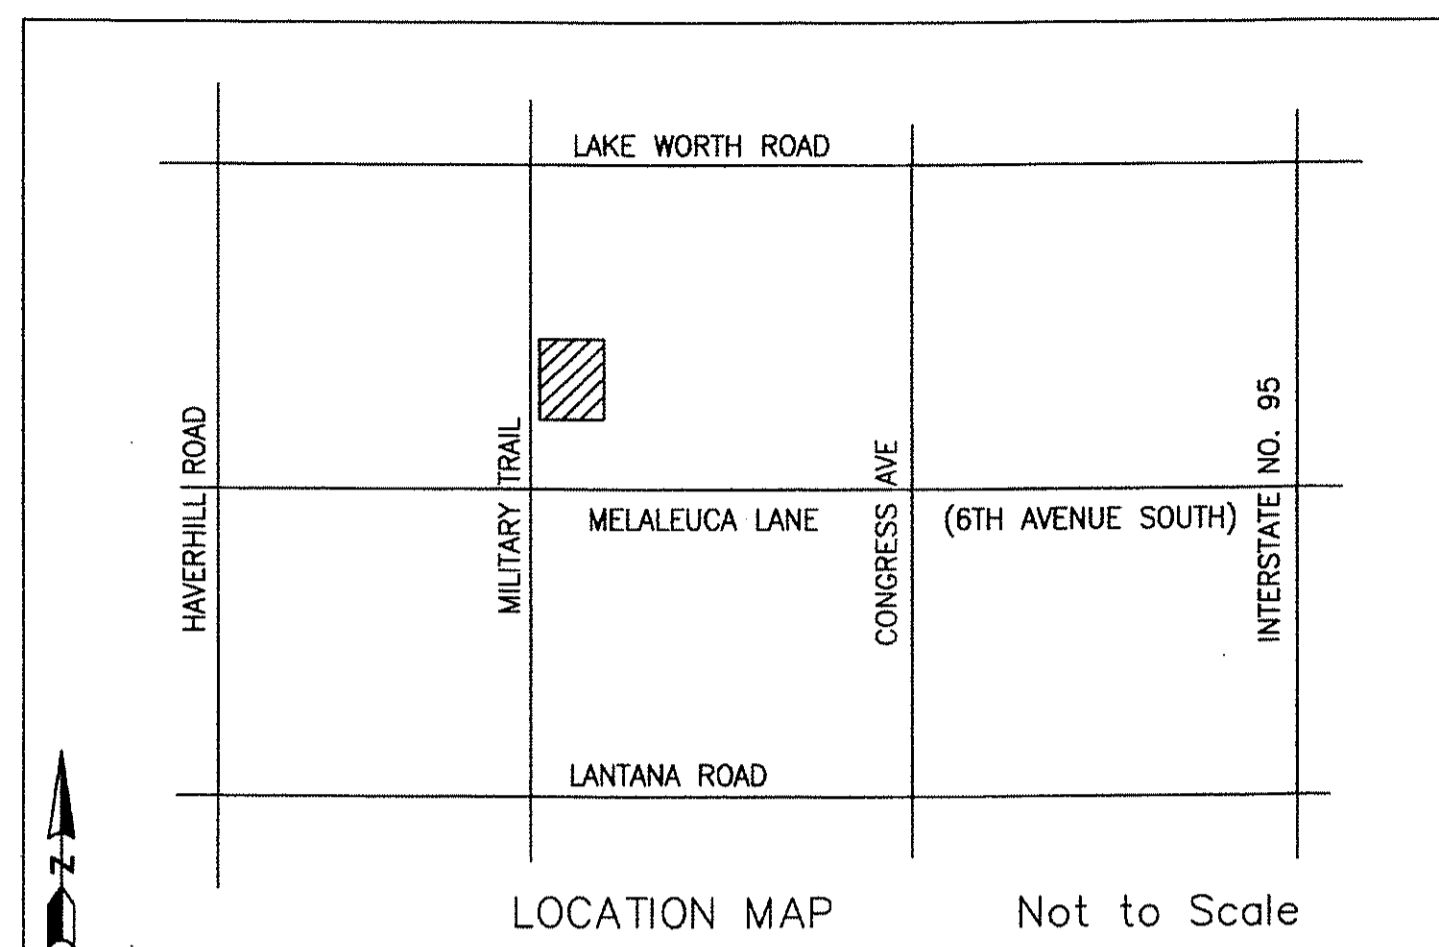 LAKE WORTH ROAD
HAVERHILL ROAD
MILITARY TRAIL
CONGRESS AVE
INTERSTATE NO. 95
MELALEUCA LANE
(6TH AVENUE SOUTH)
LANTANA ROAD
N
LOCATION MAP
Not to Scale